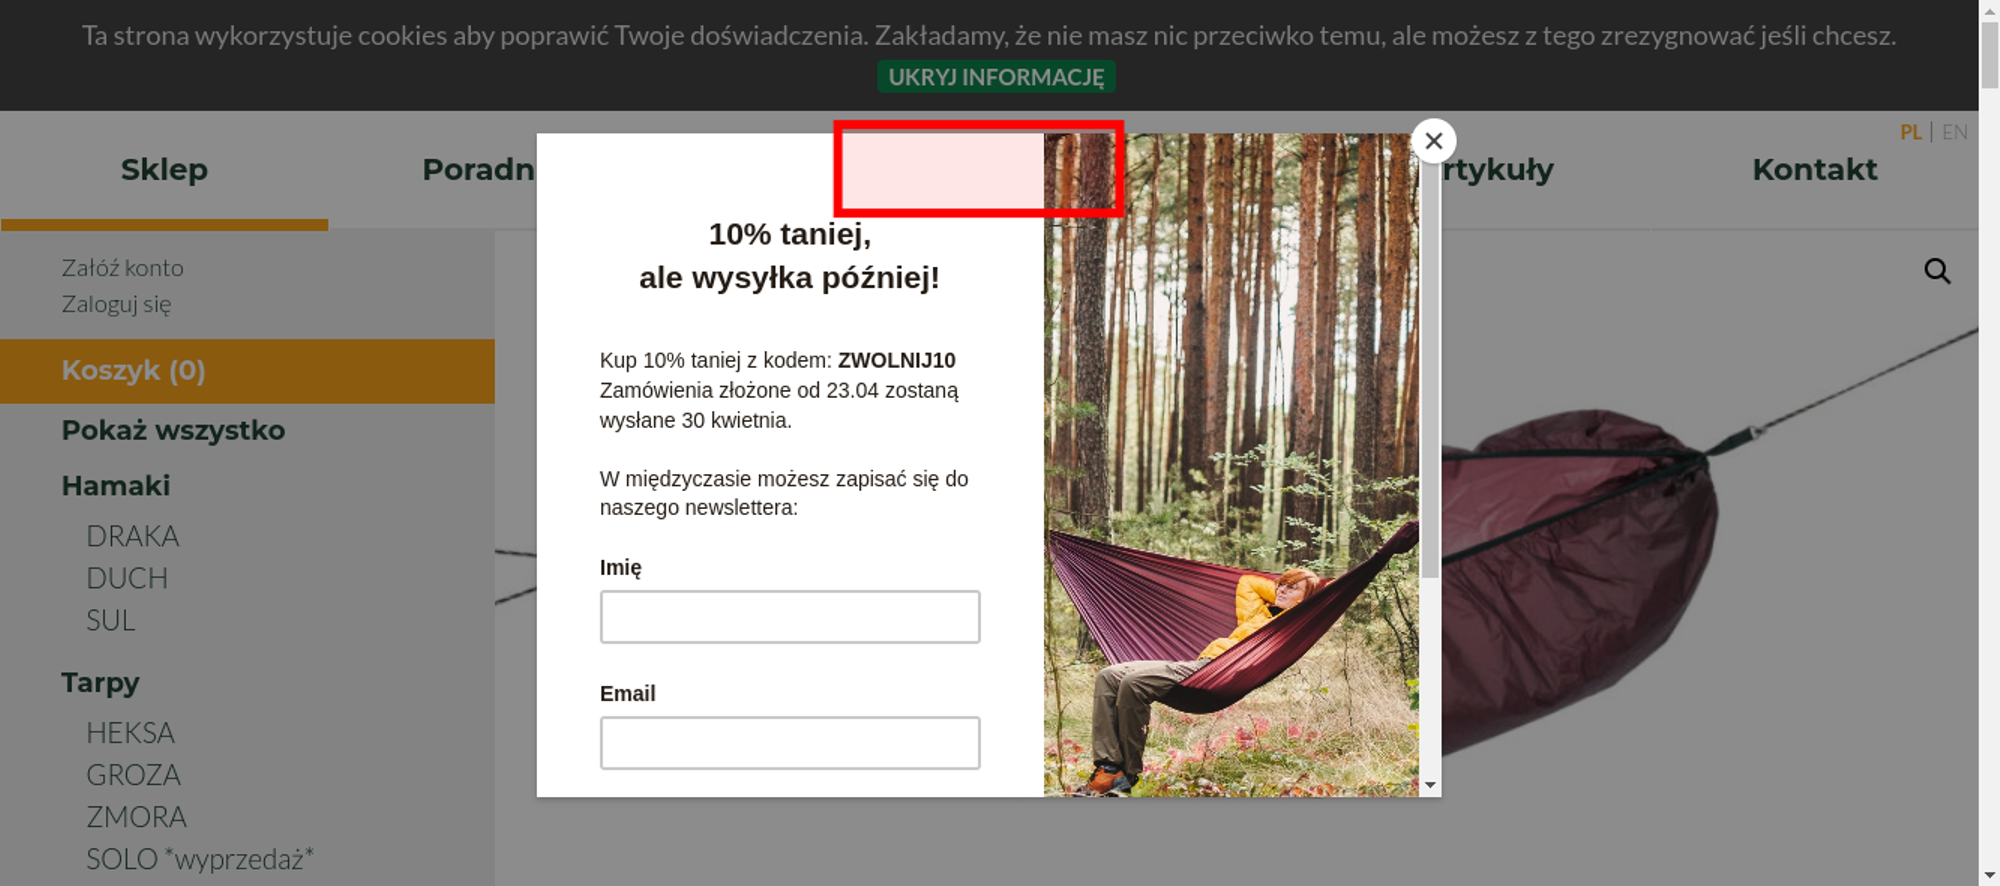 Ta strona wykorzystuje cookies aby poprawić Twoje doświadczenia. Zakładamy, że nie masz nic przeciwko temu, ale możesz z tego zrezygnować jeśli chcesz.
UKRYJ INFORMACJĘ
PL | EN
Sklep
Poradn
rtykuły
Kontakt
Załóż konto
Zaloguj się
Koszyk (0)
Pokaż wszystko
Hamaki
DRAKA
DUCH
SUL
Tarpy
HEKSA
GROZA
ZMORA
SOLO *wyprzedaż*
10% taniej,
ale wysyłka później!
Kup 10% taniej z kodem: ZWOLNIJ10
Zamówienia złożone od 23.04 zostaną
wysłane 30 kwietnia.
W międzyczasie możesz zapisać się do
naszego newslettera:
Imię
Email